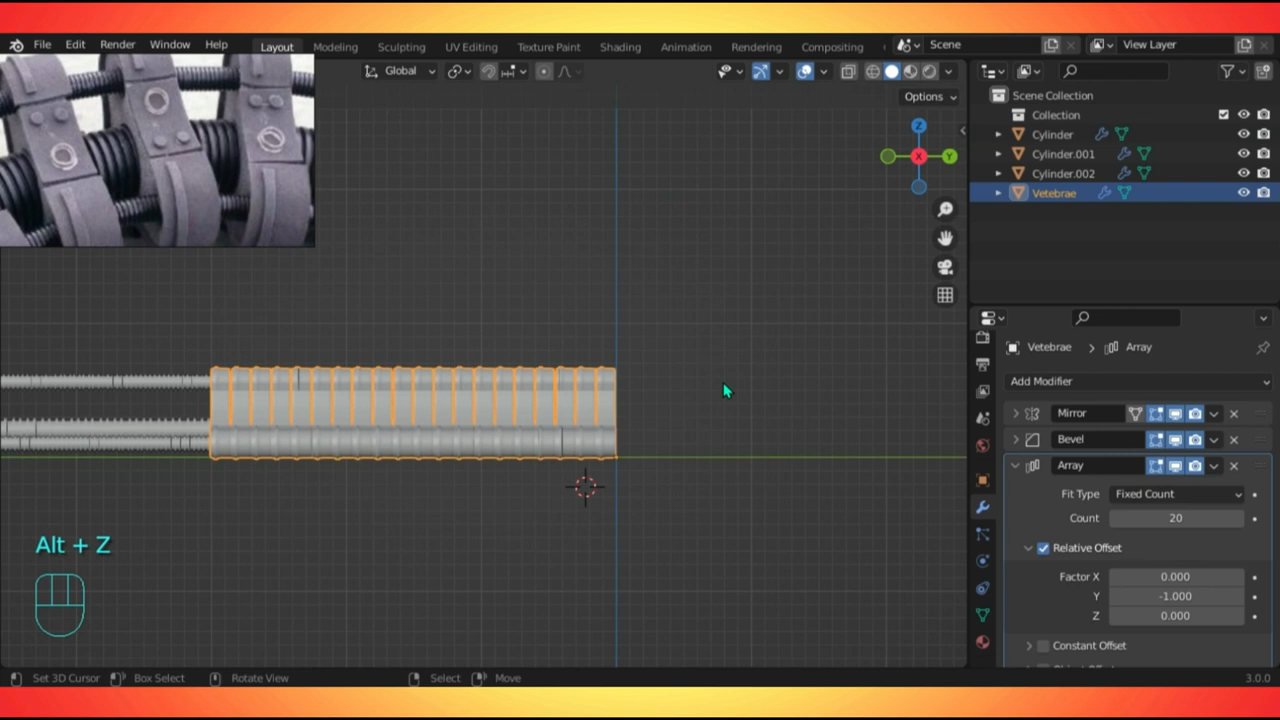 File Edit Render Window Help
Layout Modeling Sculpting UV Editing Texture Paint Shading Animation Rendering Compositing
Scene
View Layer
Global
Options
Z
X
Y
Scene Collection
Collection
Cylinder
Cylinder.001
Cylinder.002
Vetebrae
Vetebrae > Array
Add Modifier
Mirror
Bevel
Array
Fit Type Fixed Count
Count 20
Relative Offset
Factor X 0.000
Y -1.000
Z 0.000
Constant Offset
Alt + Z
Set 3D Cursor Box Select Rotate View Select Move 3.0.0